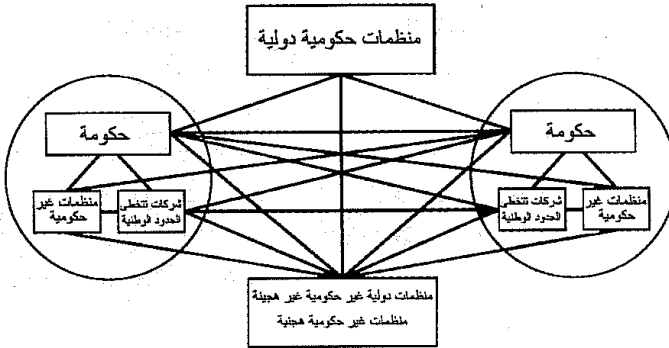 منظمات حكومية دولية
حكومة
حكومة
منظمات غير
حكومية
شركات تتخطى
الحدود الوطنية
شركات تتخطى
الحدود الوطنية
منظمات غير
حكومية
منظمات دولية غير حكومية غير هجينة
منظمات غير حكومية هجنية